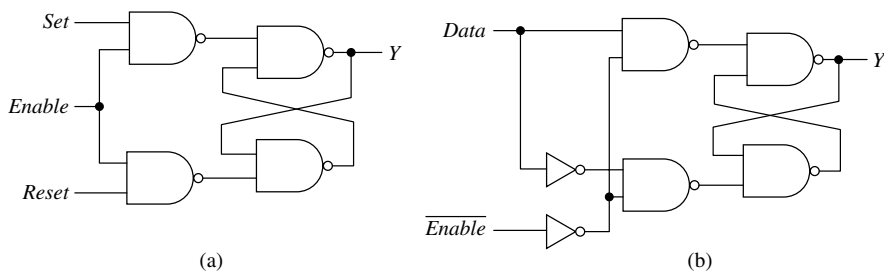 Set
Y
Enable
Reset
(a)
Data
Y
Enable
(b)